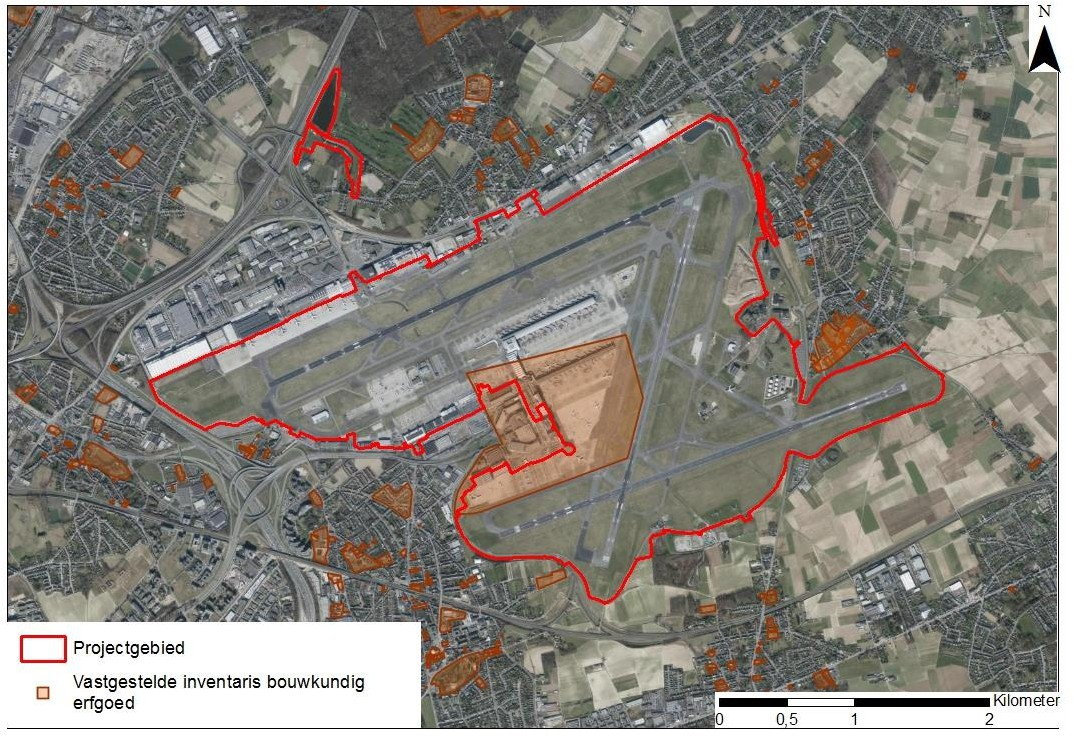 N
Projectgebied
Vastgestelde inventaris bouwkundig
erfgoed
Kilometer
0 0,5 1 2